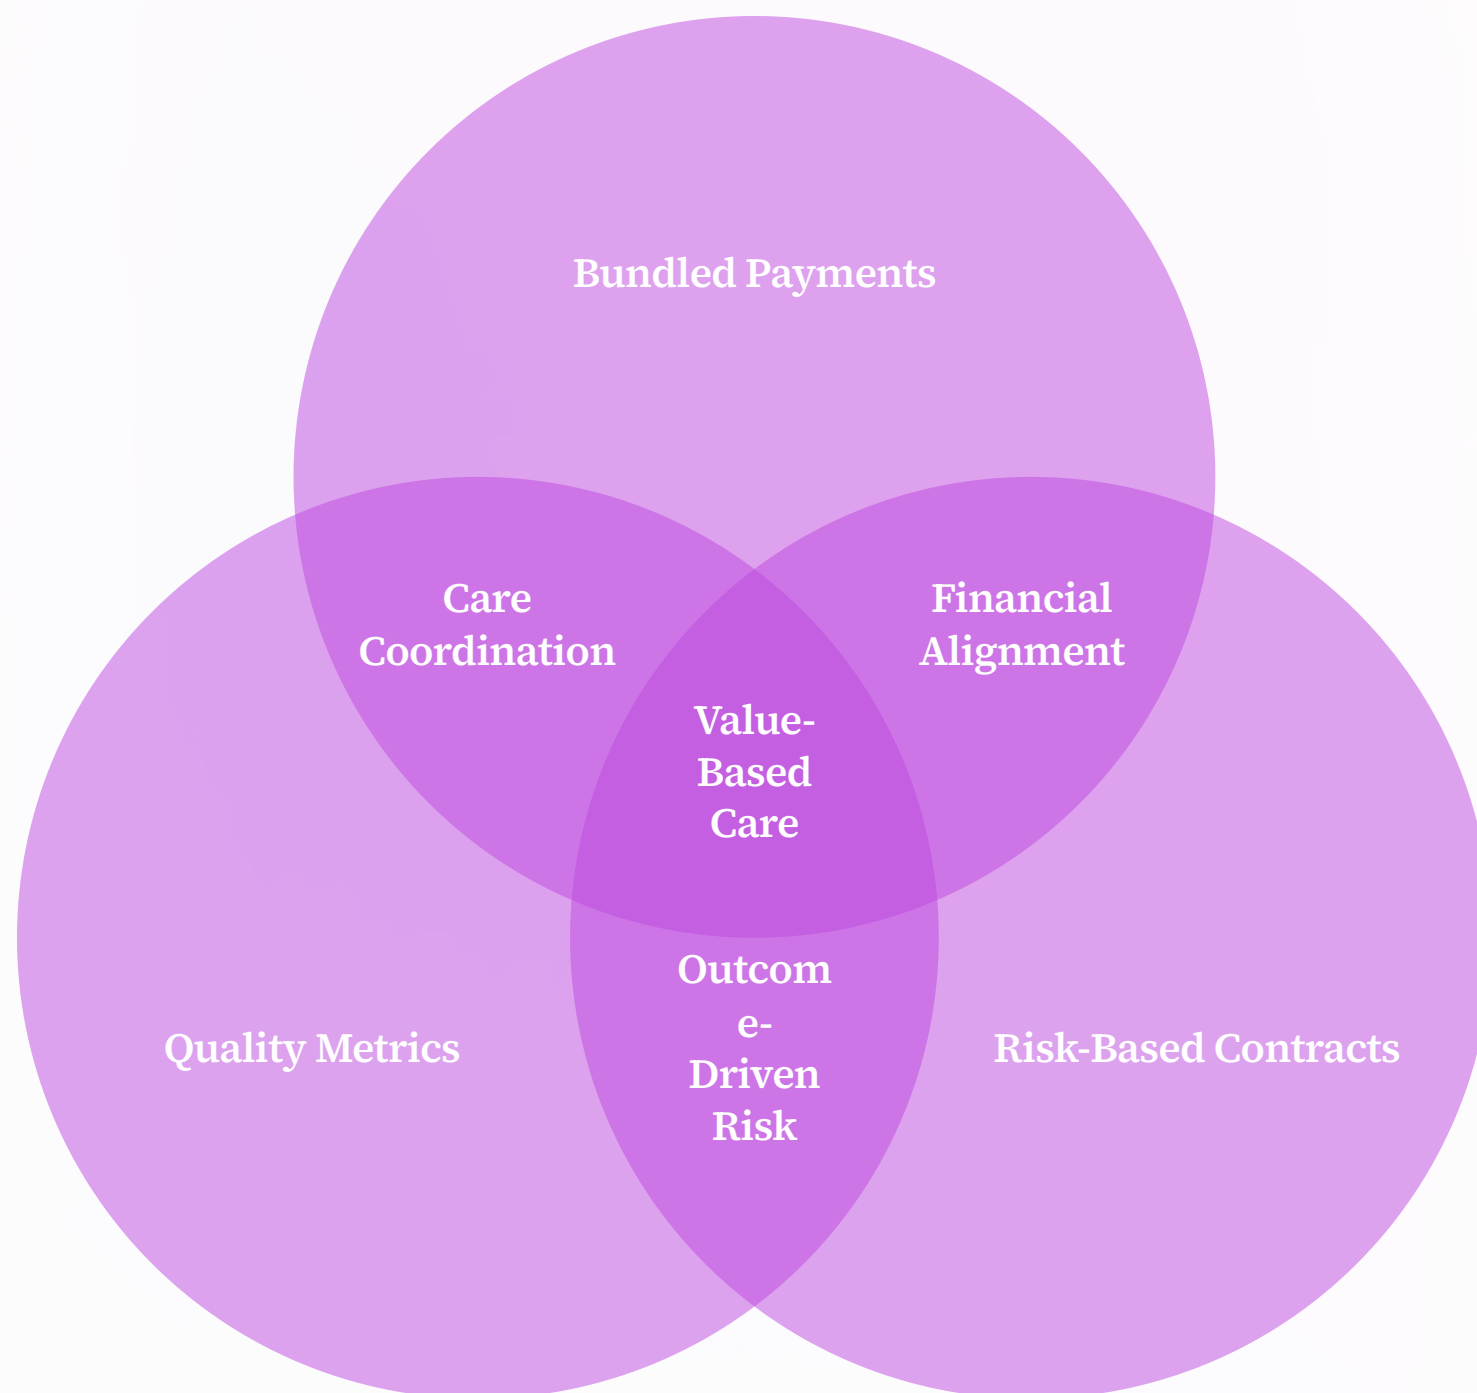 Bundled Payments
Care
Coordination
Financial
Alignment
Value-
Based
Care
Outcom
e-
Driven
Risk
Quality Metrics
Risk-Based Contracts